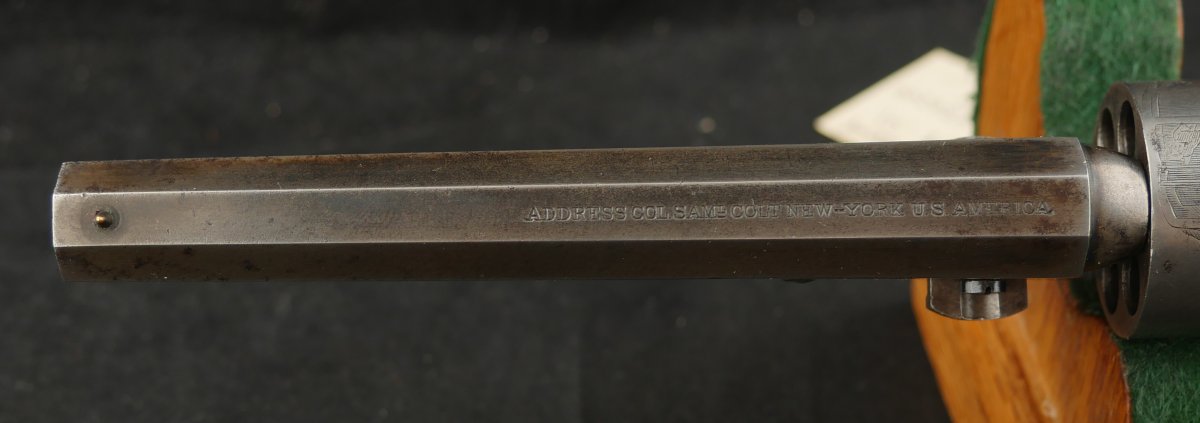 ADDRESS COL. SAML COLT NEW-YORK U.S. AMERICA